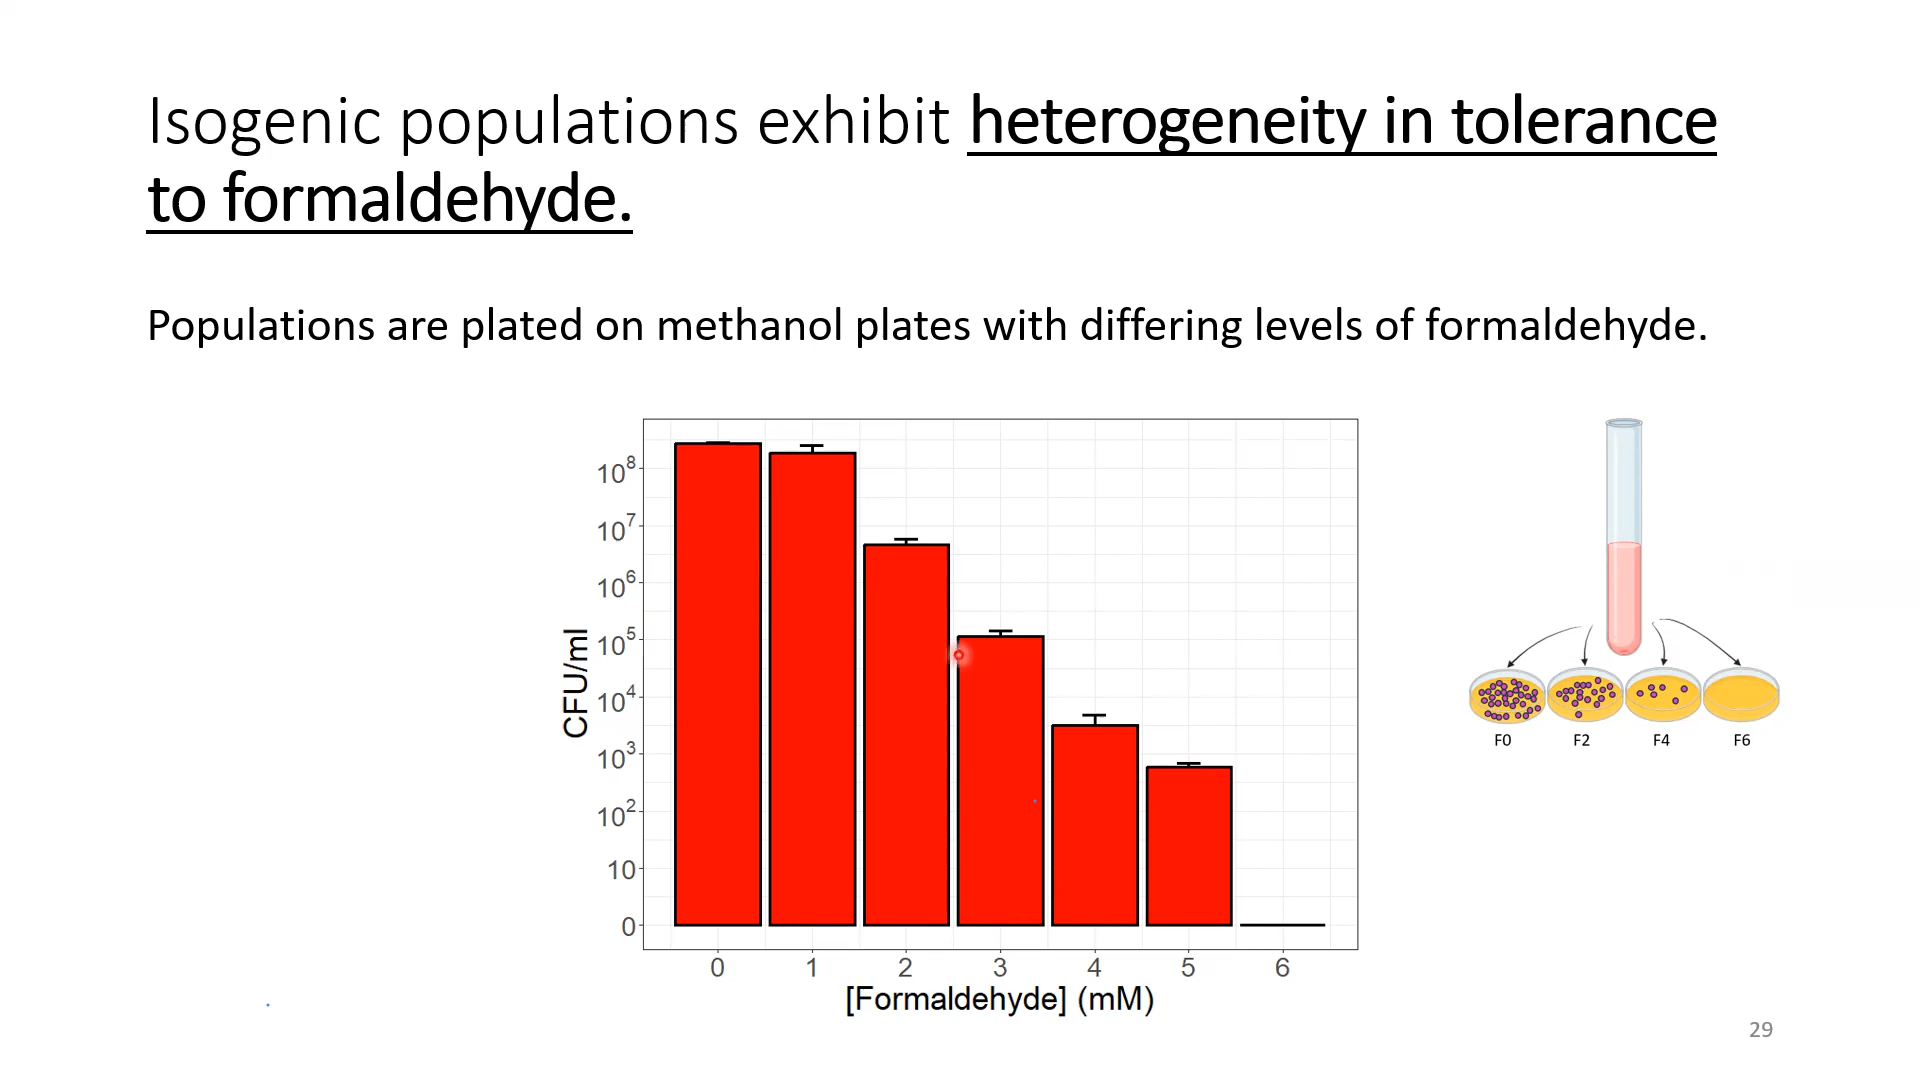 Isogenic populations exhibit heterogeneity in tolerance
to formaldehyde.
Populations are plated on methanol plates with differing levels of formaldehyde.
CFU/ml
10⁸
10⁷
10⁶
10⁵
10⁴
10³
10²
10
0
0 1 2 3 4 5 6
[Formaldehyde] (mM)
F0 F2 F4 F6
29